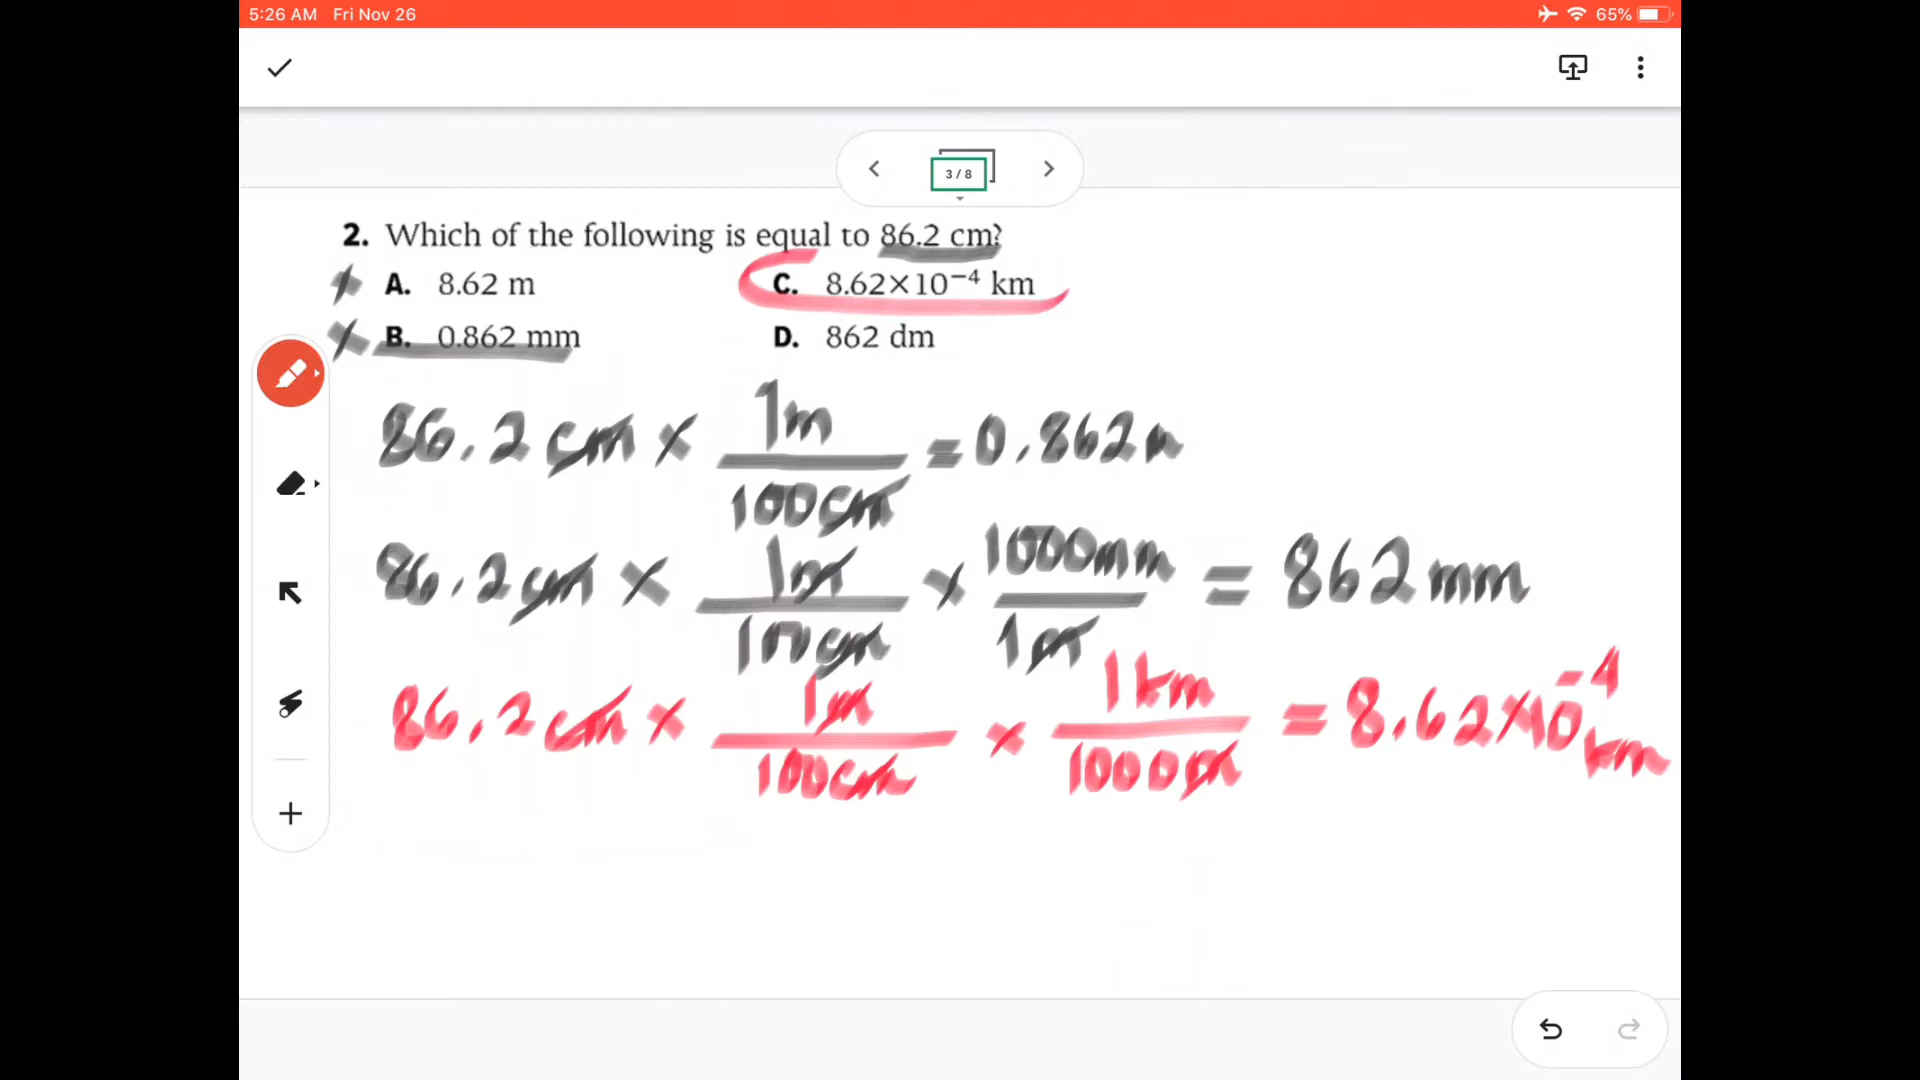 5:26 AM Fri Nov 26 65%
3 / 8
2. Which of the following is equal to 86.2 cm?
A. 8.62 m C. 8.62×10⁻⁴ km
B. 0.862 mm D. 862 dm
86.2 cm × 1m / 100cm = 0.862 m
86.2 cm × 1m / 100cm × 1000mm / 1m = 862 mm
86.2 cm × 1m / 100cm × 1km / 1000m = 8.62×10⁻⁴ km